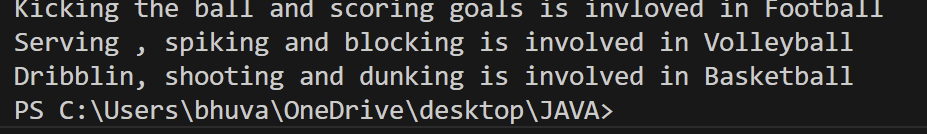 Kicking the ball and scoring goals is invloved in Football
Serving , spiking and blocking is involved in Volleyball
Dribblin, shooting and dunking is involved in Basketball
PS C:\Users\bhuva\OneDrive\desktop\JAVA>